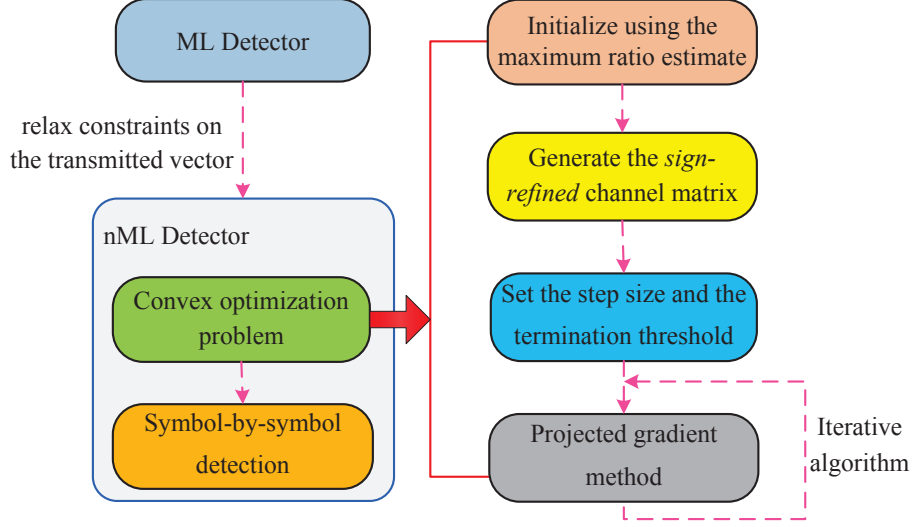 ML Detector
relax constraints on
the transmitted vector
nML Detector
Convex optimization
problem
Symbol-by-symbol
detection
Initialize using the
maximum ratio estimate
Generate the sign-
refined channel matrix
Set the step size and the
termination threshold
Projected gradient
method
Iterative
algorithm